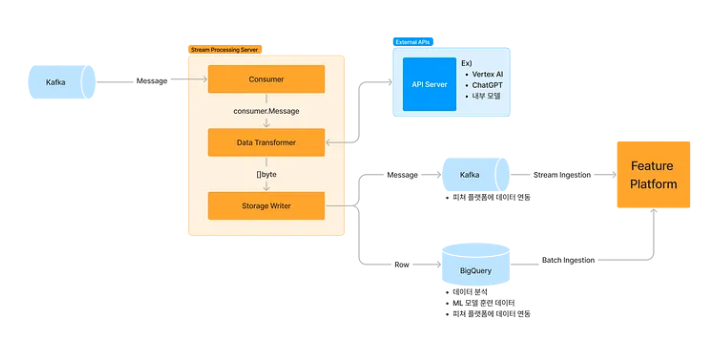 Stream Processing Server
External APIs
Kafka
Message
Consumer
consumer.Message
Data Transformer
[]byte
Storage Writer
API Server
Ex)
• Vertex AI
• ChatGPT
• 내부 모델
Message
Kafka
• 피쳐 플랫폼에 데이터 연동
Stream Ingestion
Feature
Platform
Row
BigQuery
Batch Ingestion
• 데이터 분석
• ML 모델 훈련 데이터
• 피쳐 플랫폼에 데이터 연동